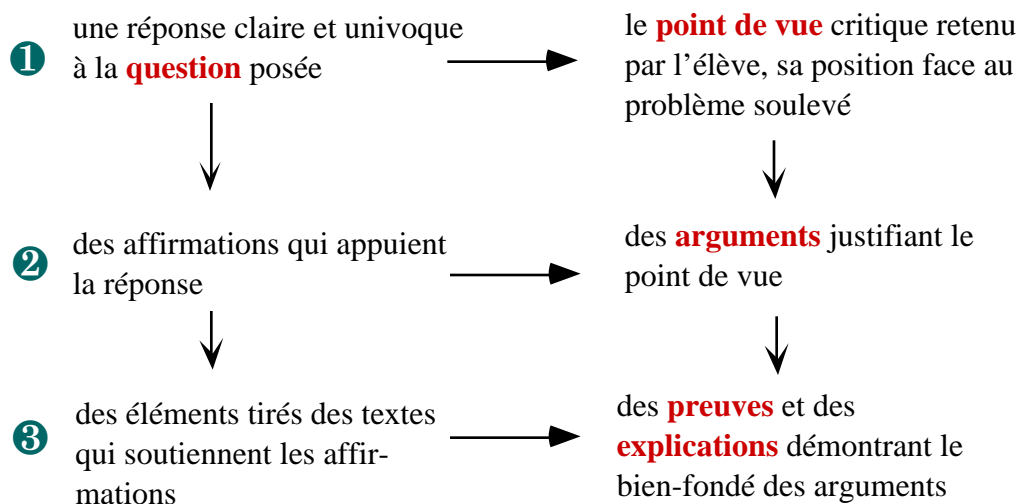 ❶
une réponse claire et univoque
à la question posée
le point de vue critique retenu
par l’élève, sa position face au
problème soulevé
❷
des affirmations qui appuient
la réponse
des arguments justifiant le
point de vue
❸
des éléments tirés des textes
qui soutiennent les affir-
mations
des preuves et des
explications démontrant le
bien-fondé des arguments